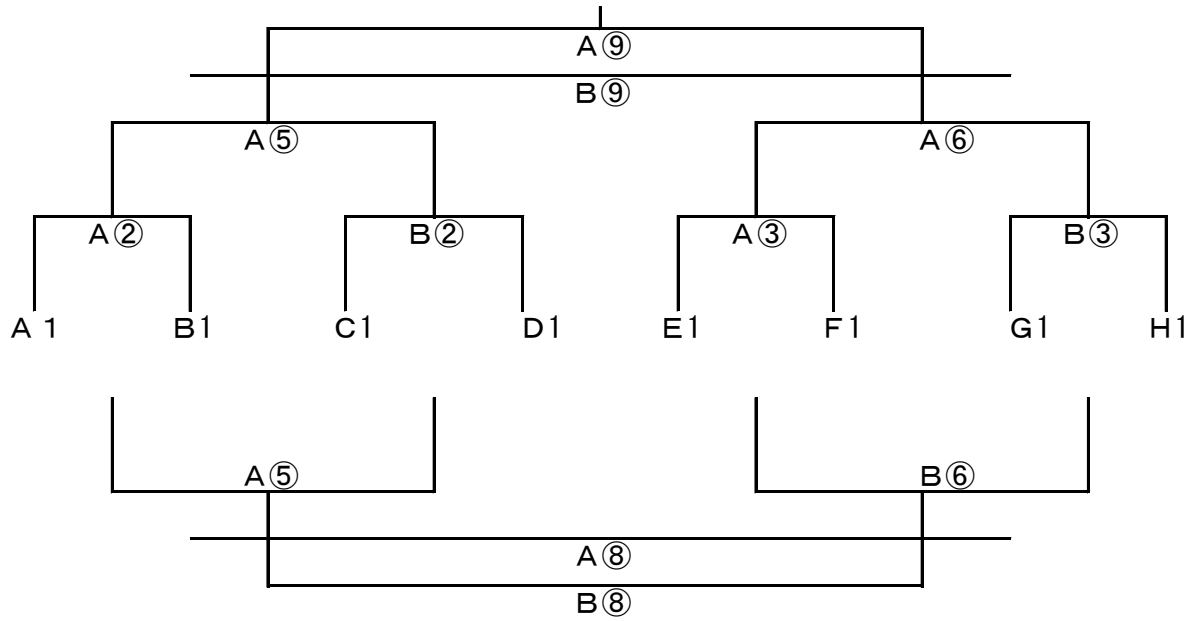 A⑨
B⑨
A⑤ A⑥
A② B② A③ B③
A 1 B1 C1 D1 E1 F1 G1 H1
A⑤ B⑥
A⑧
B⑧